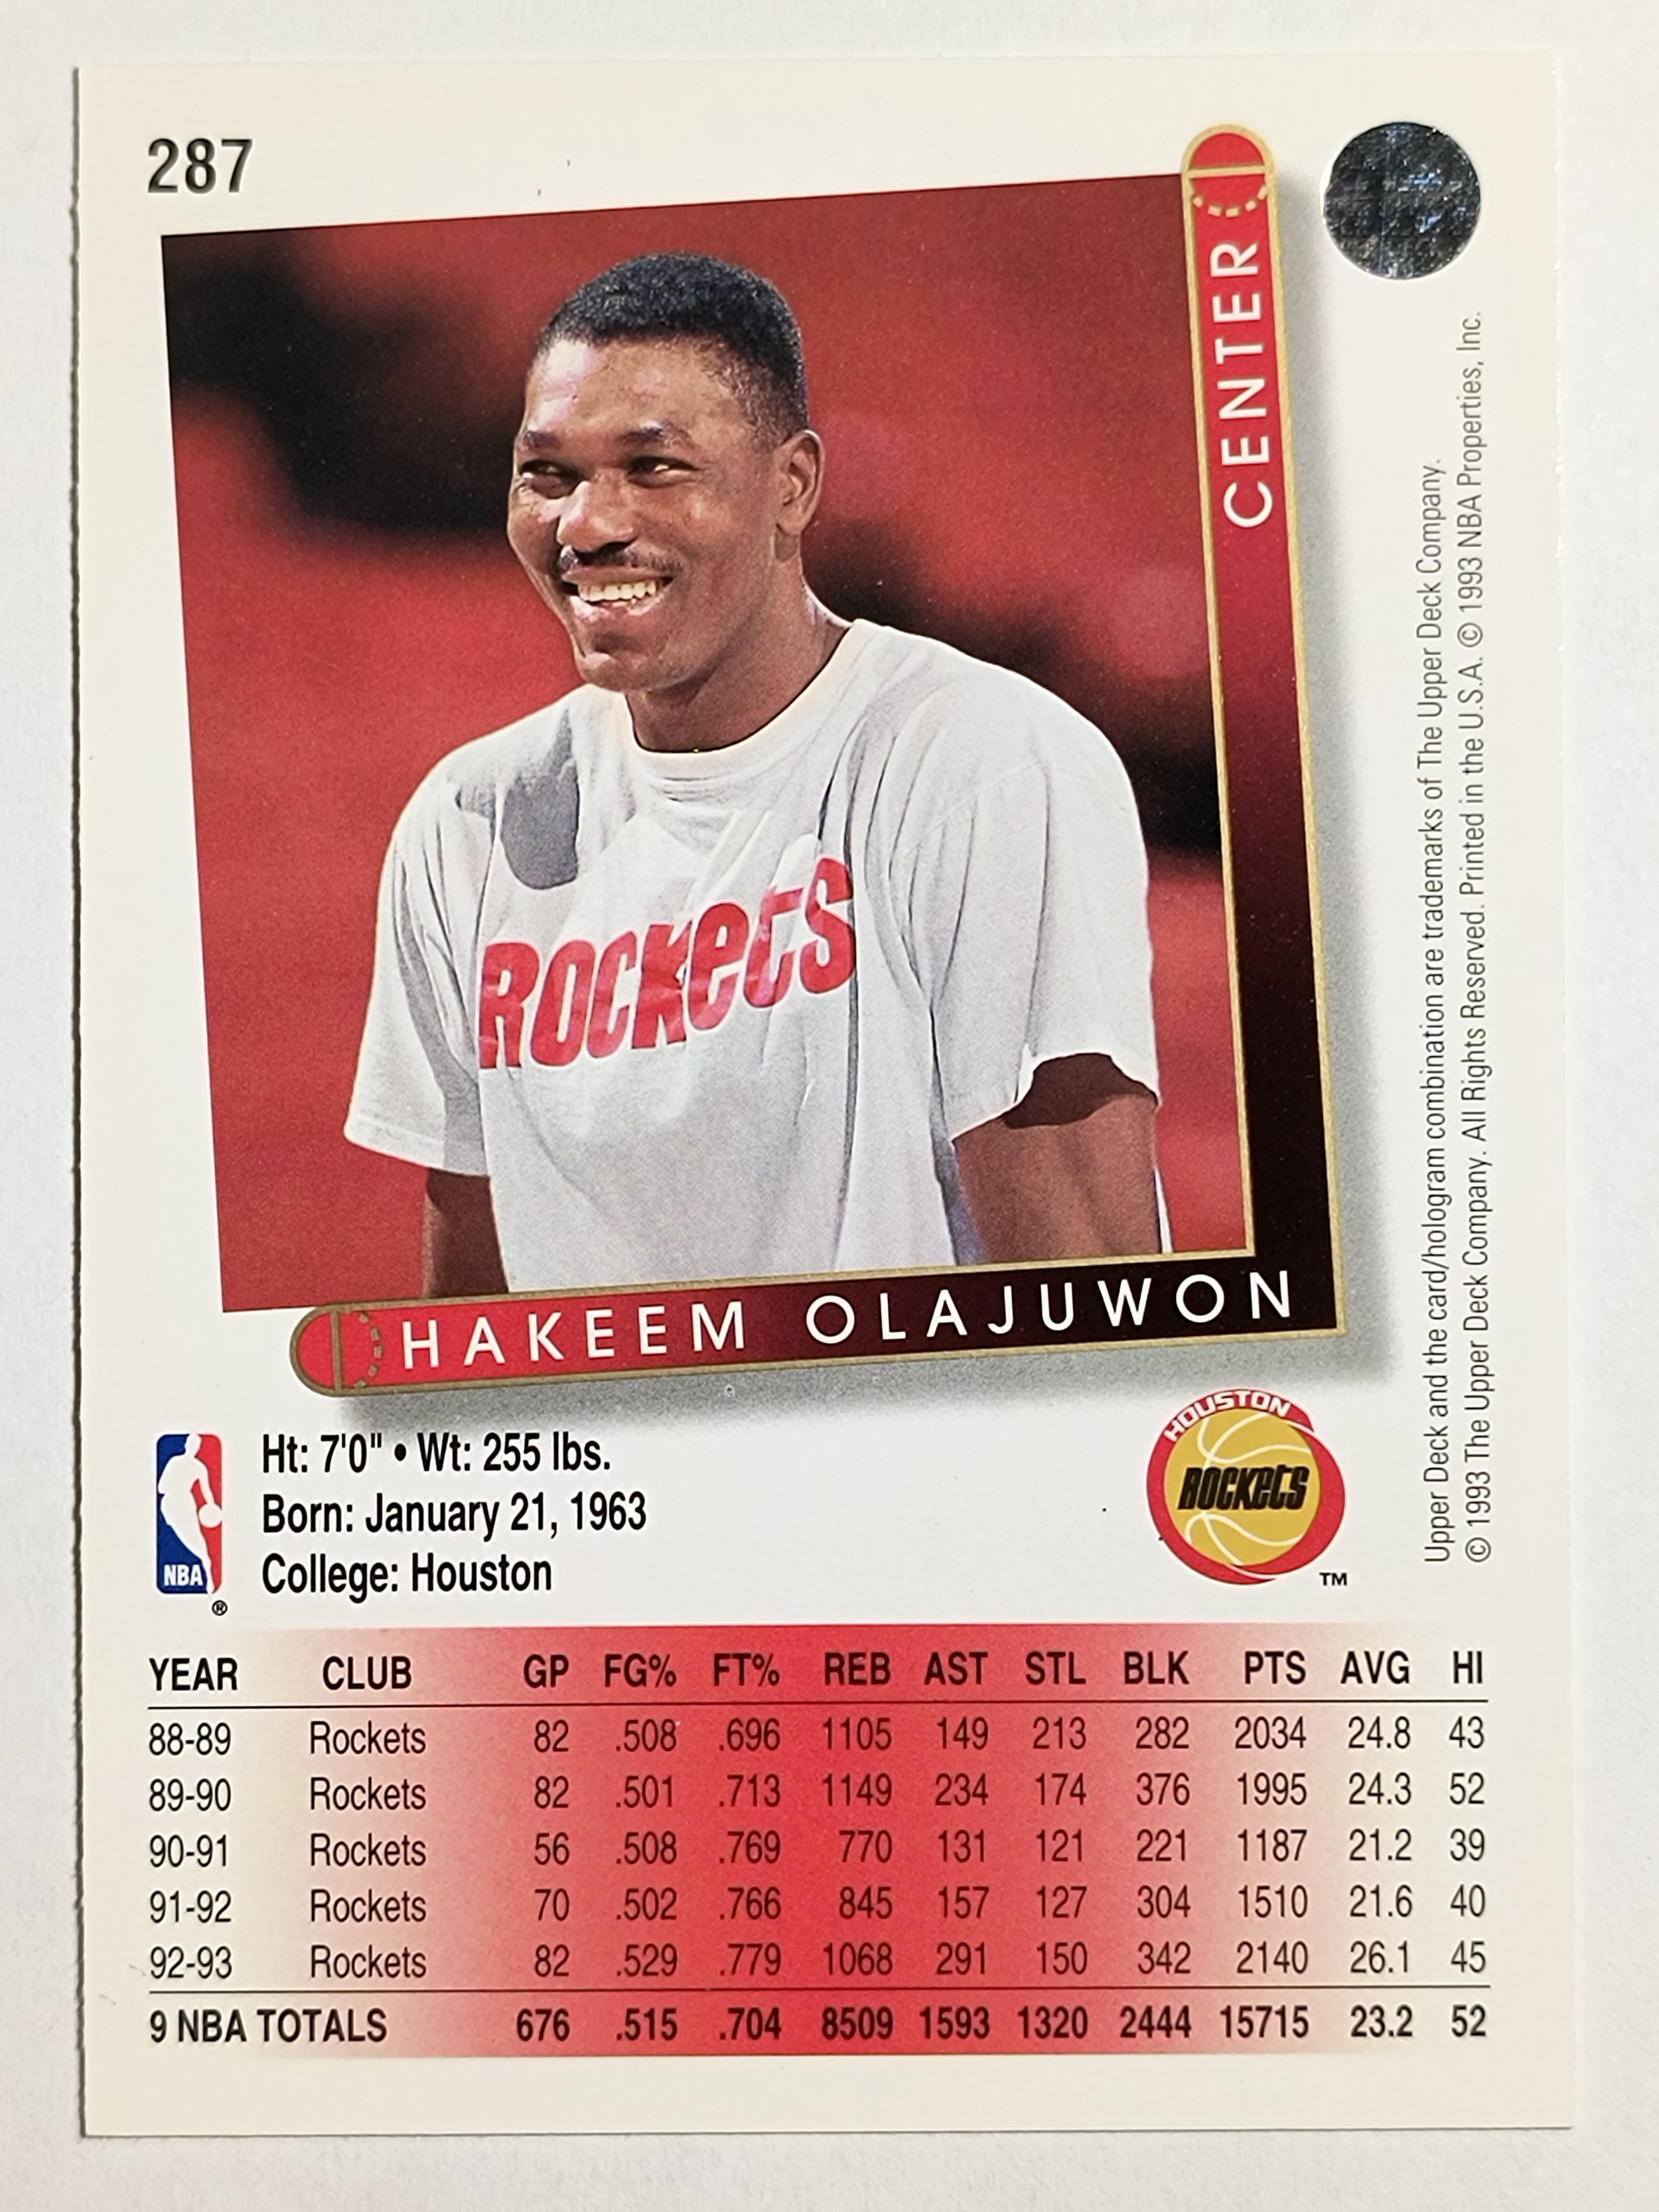 287
CENTER
ROCKETS
HAKEEM OLAJUWON
Upper Deck and the card/hologram combination are trademarks of The Upper Deck Company.
© 1993 The Upper Deck Company. All Rights Reserved. Printed in the U.S.A. © 1993 NBA Properties, Inc.
NBA
®
Ht: 7'0" • Wt: 255 lbs.
Born: January 21, 1963
College: Houston
HOUSTON
ROCKETS
TM
YEAR CLUB GP FG% FT% REB AST STL BLK PTS AVG HI
88-89 Rockets 82 .508 .696 1105 149 213 282 2034 24.8 43
89-90 Rockets 82 .501 .713 1149 234 174 376 1995 24.3 52
90-91 Rockets 56 .508 .769 770 131 121 221 1187 21.2 39
91-92 Rockets 70 .502 .766 845 157 127 304 1510 21.6 40
92-93 Rockets 82 .529 .779 1068 291 150 342 2140 26.1 45
9 NBA TOTALS 676 .515 .704 8509 1593 1320 2444 15715 23.2 52